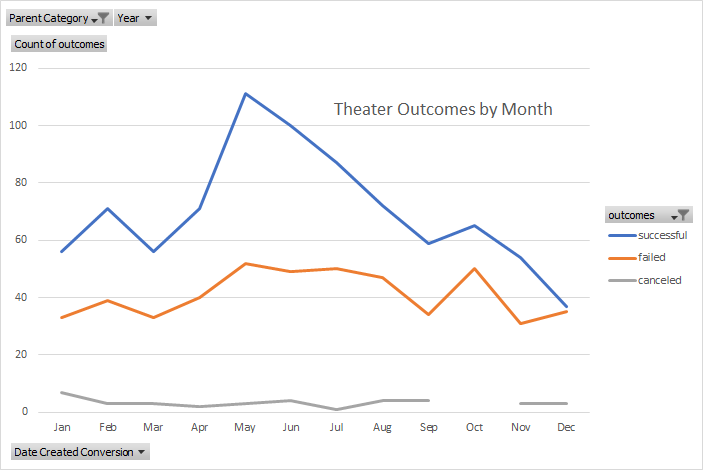 Parent Category Year
Count of outcomes
Theater Outcomes by Month
120
100
80
60
40
20
0
Jan Feb Mar Apr May Jun Jul Aug Sep Oct Nov Dec
outcomes
successful
failed
canceled
Date Created Conversion